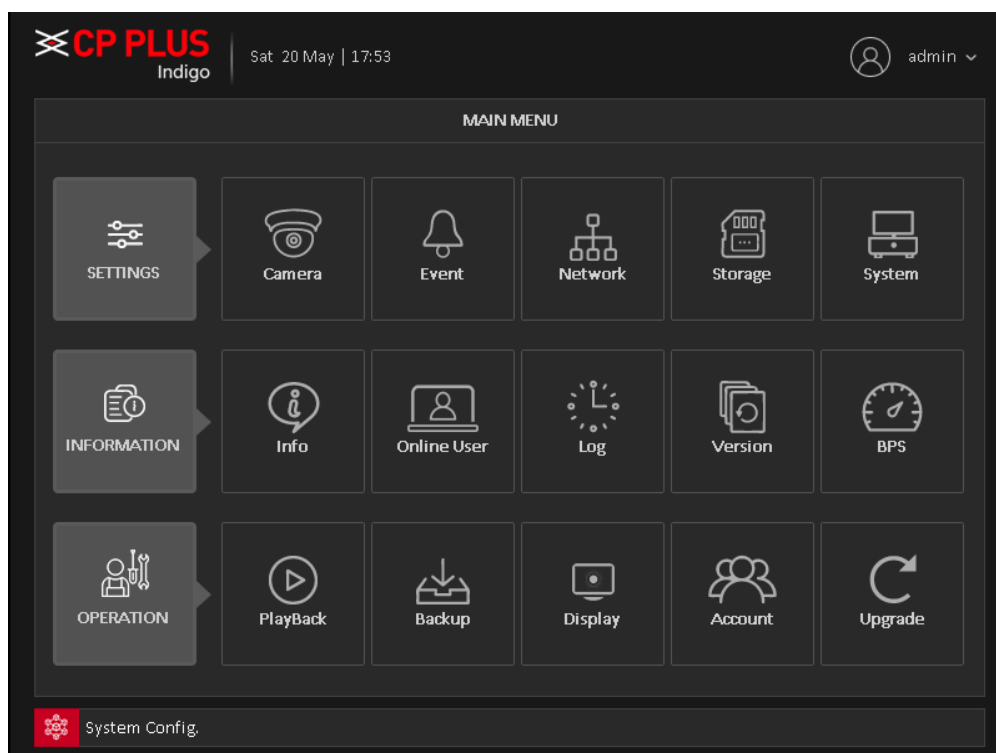 CP PLUS
Indigo
Sat 20 May | 17:53
admin
MAIN MENU
SETTINGS
Camera
Event
Network
Storage
System
INFORMATION
Info
Online User
Log
Version
BPS
OPERATION
PlayBack
Backup
Display
Account
Upgrade
System Config.